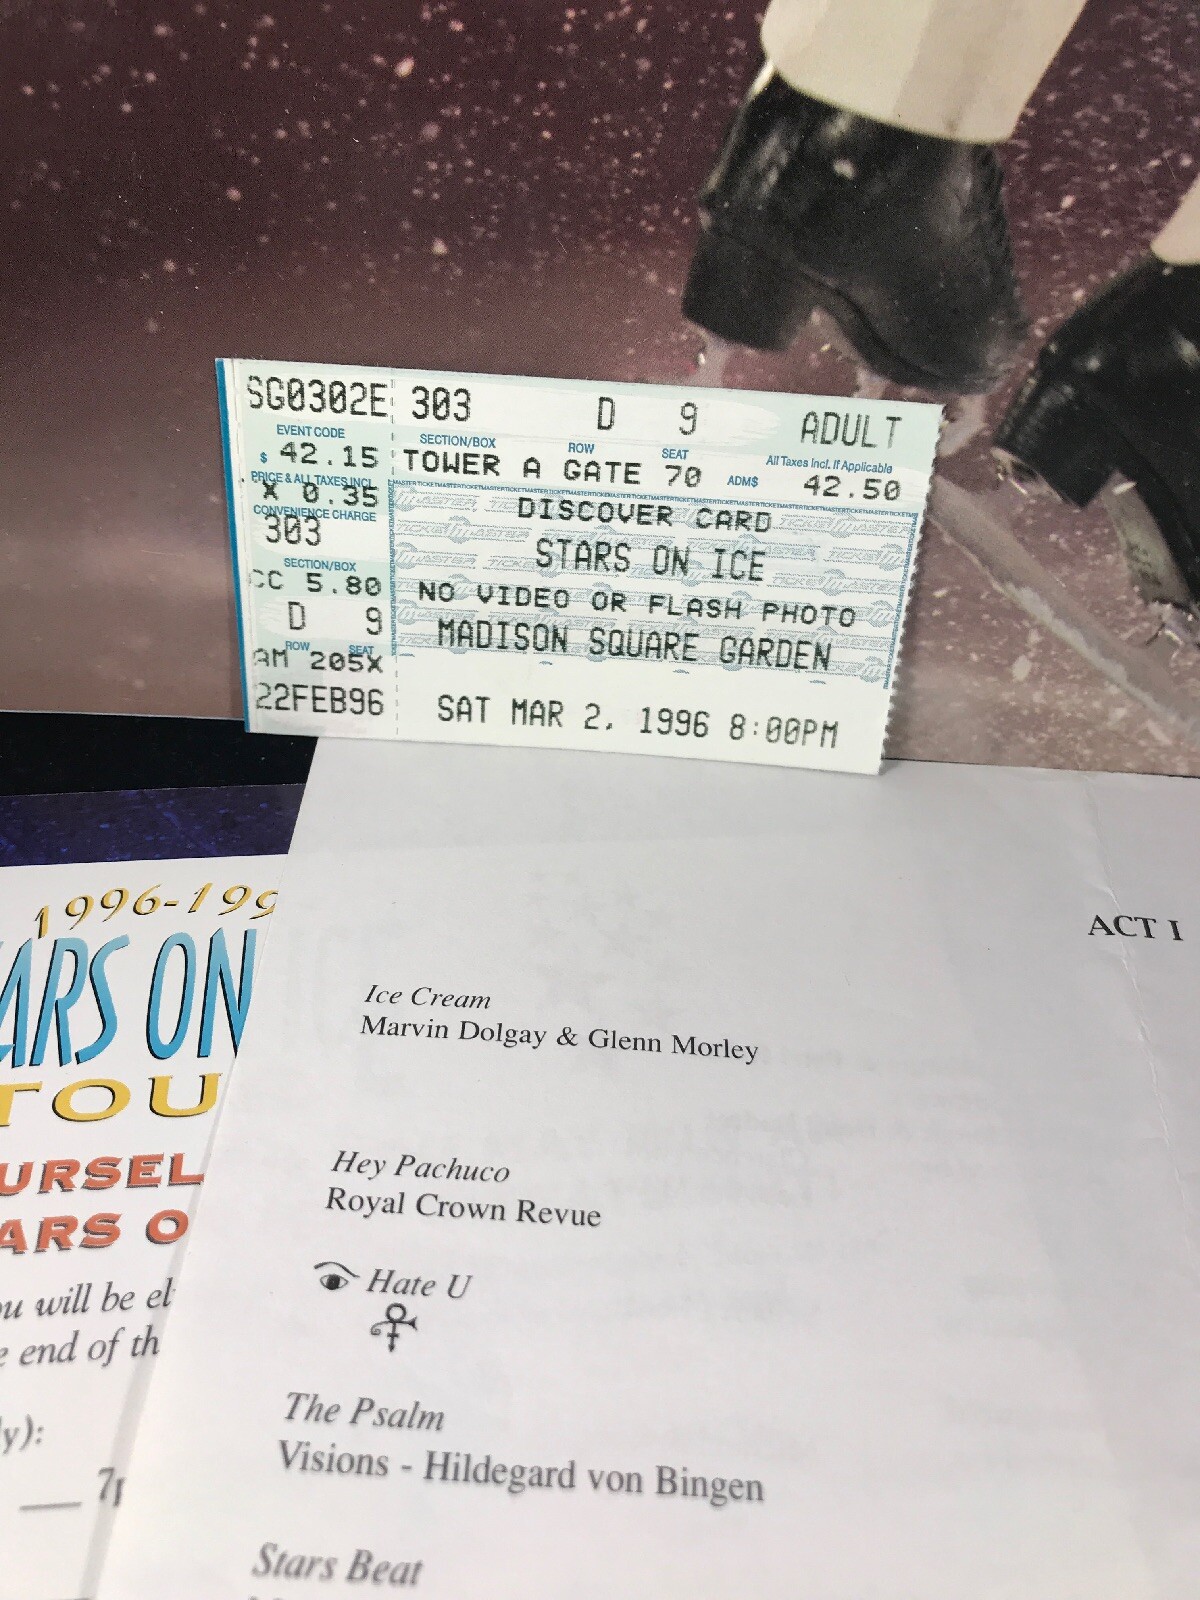 SG0302E 303 D 9 ADULT
EVENT CODE SECTION/BOX ROW SEAT All Taxes Incl. If Applicable
$ 42.15 TOWER A GATE 70 ADM$ 42.50
PRICE & ALL TAXES INCL.
X 0.35 DISCOVER CARD
CONVENIENCE CHARGE
303 STARS ON ICE
SECTION/BOX
CC 5.80 NO VIDEO OR FLASH PHOTO
D 9 MADISON SQUARE GARDEN
ROW SEAT
AM 205X
22FEB96 SAT MAR 2, 1996 8:00PM
TICKETMASTER
1996-199
ARS ON
TOU
URSEL
ARS O
ou will be el
e end of th
ly):
7p
ACT I
Ice Cream
Marvin Dolgay & Glenn Morley
Hey Pachuco
Royal Crown Revue
Hate U
The Psalm
Visions - Hildegard von Bingen
Stars Beat